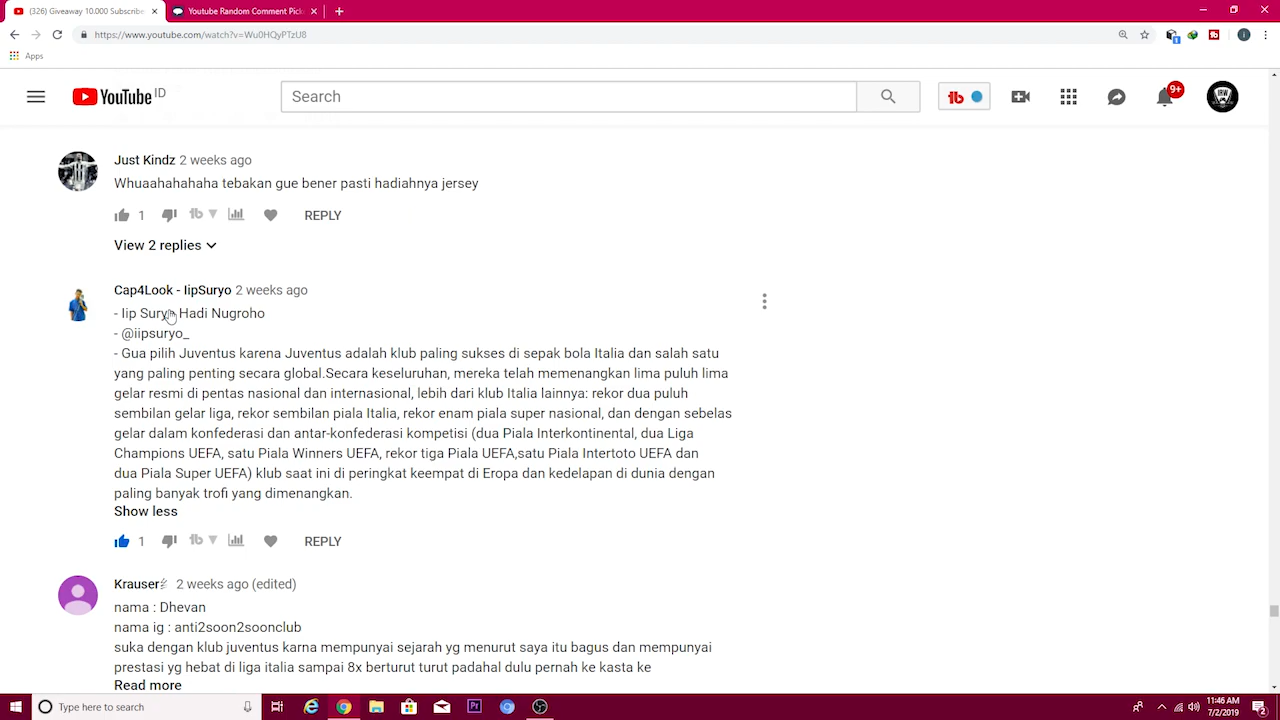 (326) Giveaway 10.000 Subscribe
Youtube Random Comment Pick
https://www.youtube.com/watch?v=Wu0HQyPTzU8
Apps
YouTube ID
Search
9+
Just Kindz 2 weeks ago
Whuaahahahaha tebakan gue bener pasti hadiahnya jersey
1 REPLY
View 2 replies
Cap4Look - IipSuryo 2 weeks ago
- Iip Suryo Hadi Nugroho
- @iipsuryo_
- Gua pilih Juventus karena Juventus adalah klub paling sukses di sepak bola Italia dan salah satu
yang paling penting secara global.Secara keseluruhan, mereka telah memenangkan lima puluh lima
gelar resmi di pentas nasional dan internasional, lebih dari klub Italia lainnya: rekor dua puluh
sembilan gelar liga, rekor sembilan piala Italia, rekor enam piala super nasional, dan dengan sebelas
gelar dalam konfederasi dan antar-konfederasi kompetisi (dua Piala Interkontinental, dua Liga
Champions UEFA, satu Piala Winners UEFA, rekor tiga Piala UEFA,satu Piala Intertoto UEFA dan
dua Piala Super UEFA) klub saat ini di peringkat keempat di Eropa dan kedelapan di dunia dengan
paling banyak trofi yang dimenangkan.
Show less
1 REPLY
Krauser彡 2 weeks ago (edited)
nama : Dhevan
nama ig : anti2soon2soonclub
suka dengan klub juventus karna mempunyai sejarah yg menurut saya itu bagus dan mempunyai
prestasi yg hebat di liga italia sampai 8x berturut turut padahal dulu pernah ke kasta ke
Read more
Type here to search
11:46 AM
7/2/2019